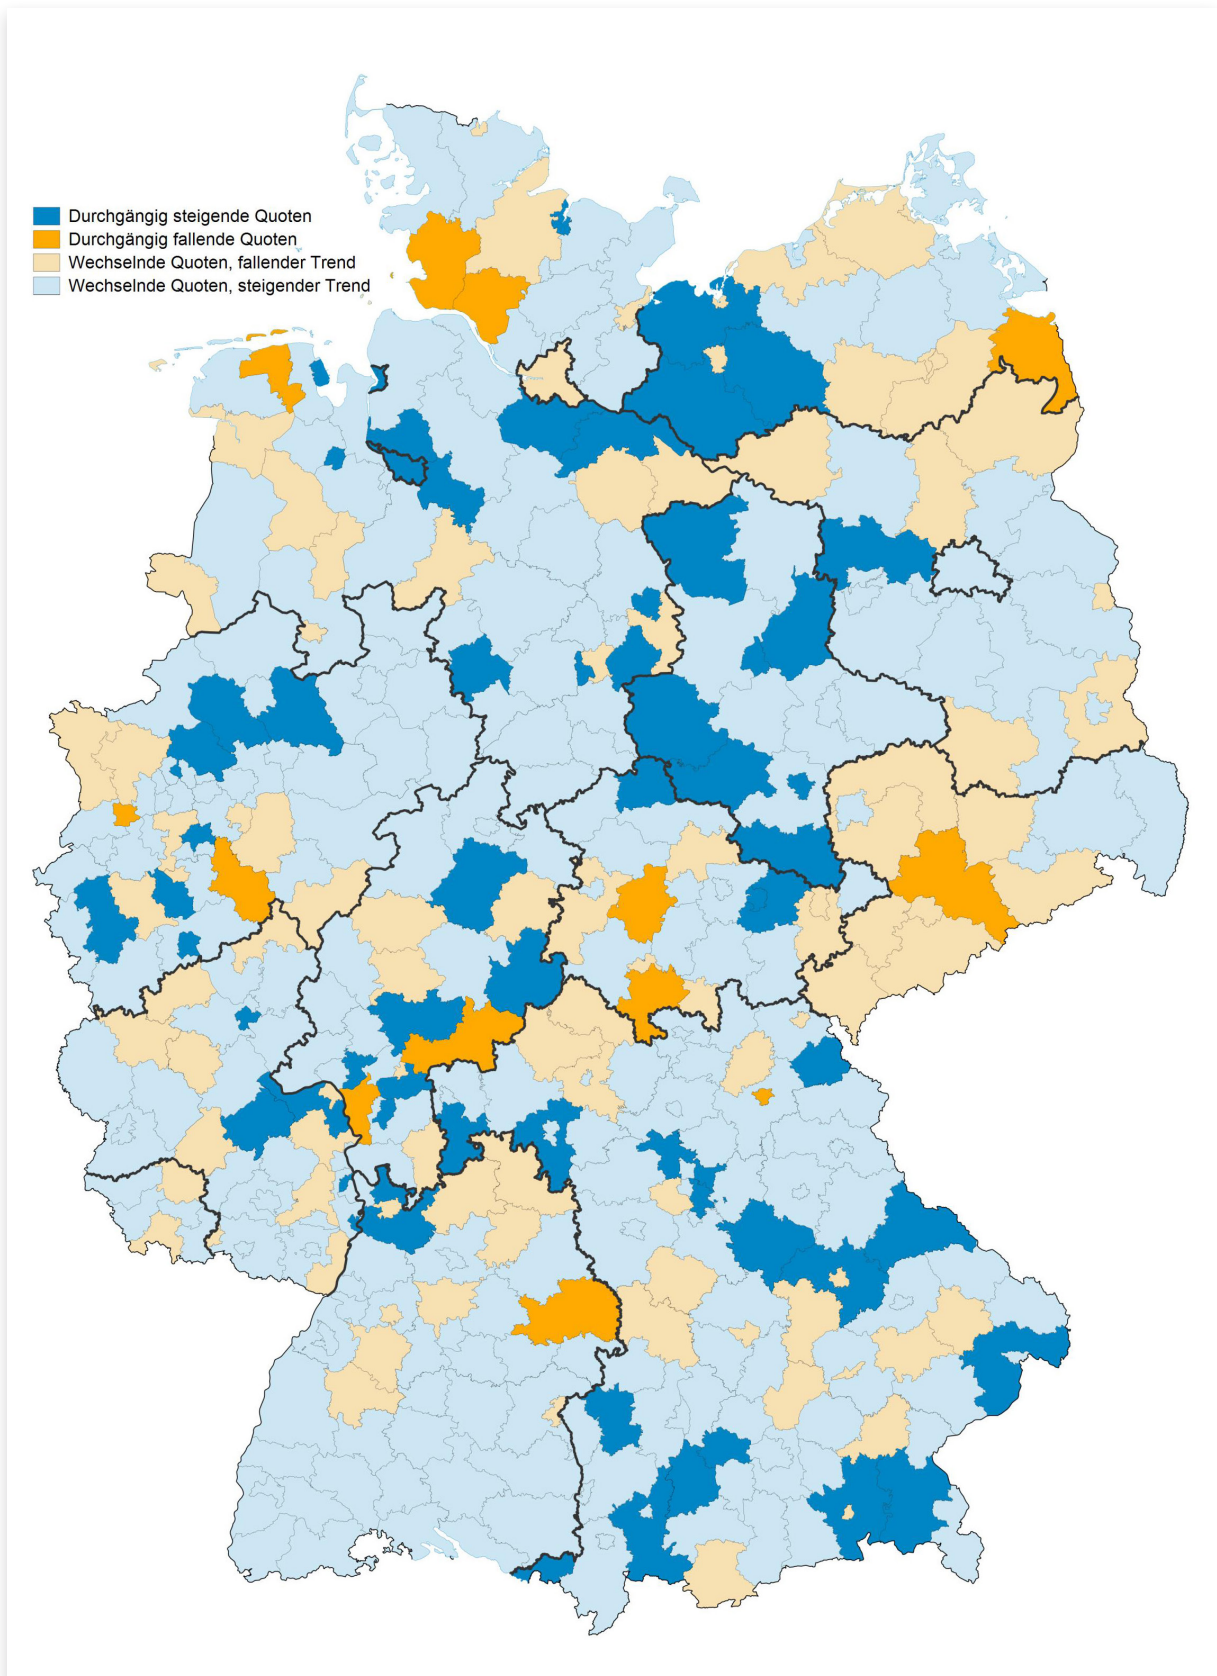 Durchgängig steigende Quoten
Durchgängig fallende Quoten
Wechselnde Quoten, fallender Trend
Wechselnde Quoten, steigender Trend